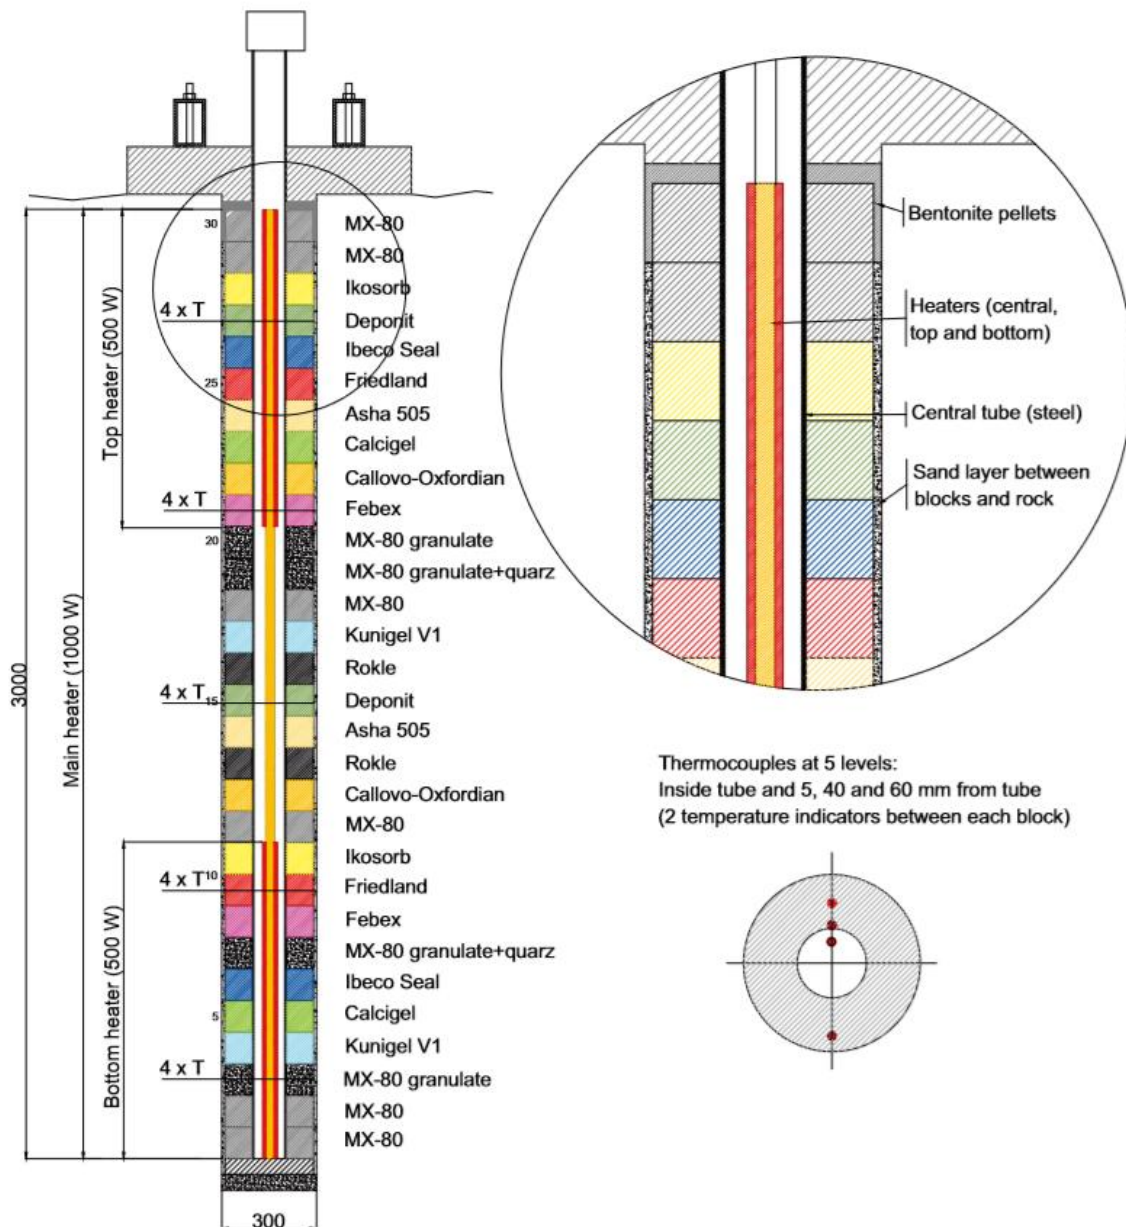 30
MX-80
MX-80
Ikosorb
4 x T
Deponit
Ibeco Seal
25
Friedland
Asha 505
Calcigel
Callovo-Oxfordian
4 x T
Febex
20
MX-80 granulate
MX-80 granulate+quarz
MX-80
Kunigel V1
Rokle
4 x T
15
Deponit
Asha 505
Rokle
Callovo-Oxfordian
MX-80
Ikosorb
4 x T
10
Friedland
Febex
MX-80 granulate+quarz
Ibeco Seal
5
Calcigel
Kunigel V1
4 x T
MX-80 granulate
MX-80
MX-80
Top heater (500 W)
Main heater (1000 W)
3000
Bottom heater (500 W)
300
Bentonite pellets
Heaters (central,
top and bottom)
Central tube (steel)
Sand layer between
blocks and rock
Thermocouples at 5 levels:
Inside tube and 5, 40 and 60 mm from tube
(2 temperature indicators between each block)